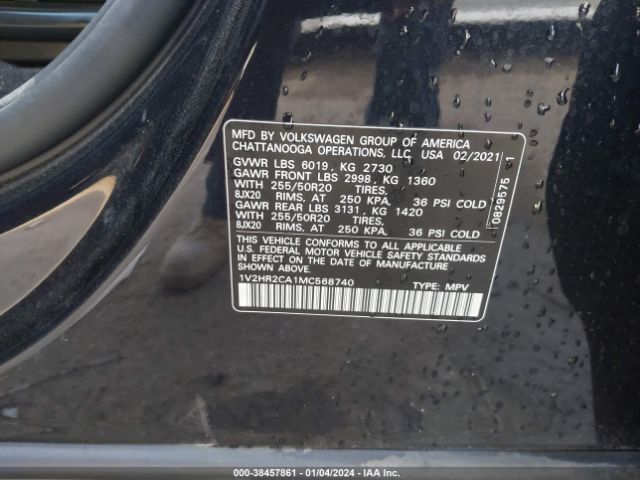 MFD BY VOLKSWAGEN GROUP OF AMERICA
CHATTANOOGA OPERATIONS, LLC USA 02/2021
GVWR LBS 6019 , KG 2730
GAWR FRONT LBS 2998 , KG 1360
WITH 255/50R20 TIRES,
8JX20 RIMS, AT 250 KPA, 36 PSI COLD
GAWR REAR LBS 3131 , KG 1420
WITH 255/50R20 TIRES,
8JX20 RIMS, AT 250 KPA, 36 PSI COLD
THIS VEHICLE CONFORMS TO ALL APPLICABLE
U.S. FEDERAL MOTOR VEHICLE SAFETY STANDARDS
IN EFFECT ON THE DATE OF MANUFACTURE
SHOWN ABOVE
1V2HR2CA1MC568740 TYPE: MPV
0829575 1
000-38457861 - 01/04/2024 - IAA Inc.